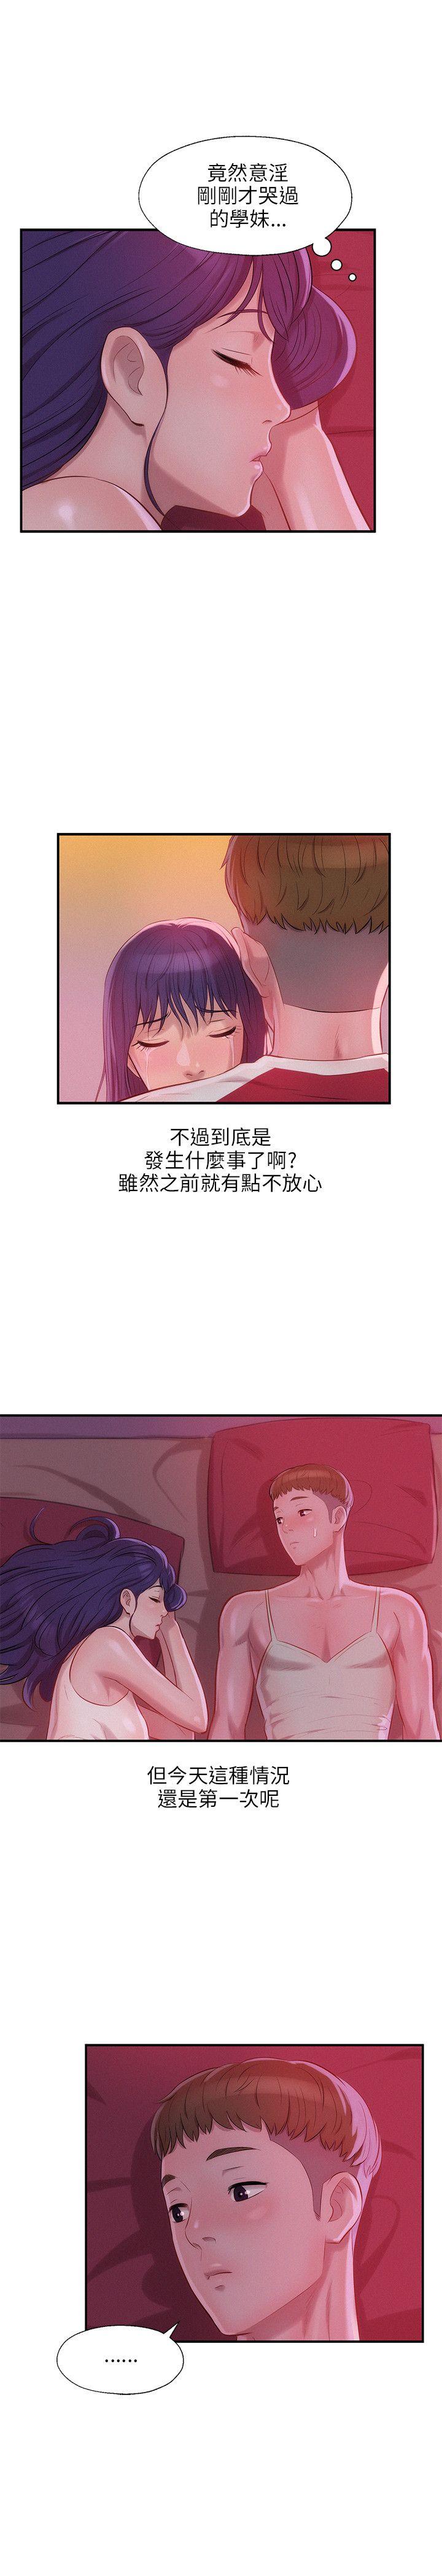 竟然意淫
剛剛才哭過
的學妹...
不過到底是
發生什麼事了啊?
雖然之前就有點不放心
但今天這種情況
還是第一次呢
......